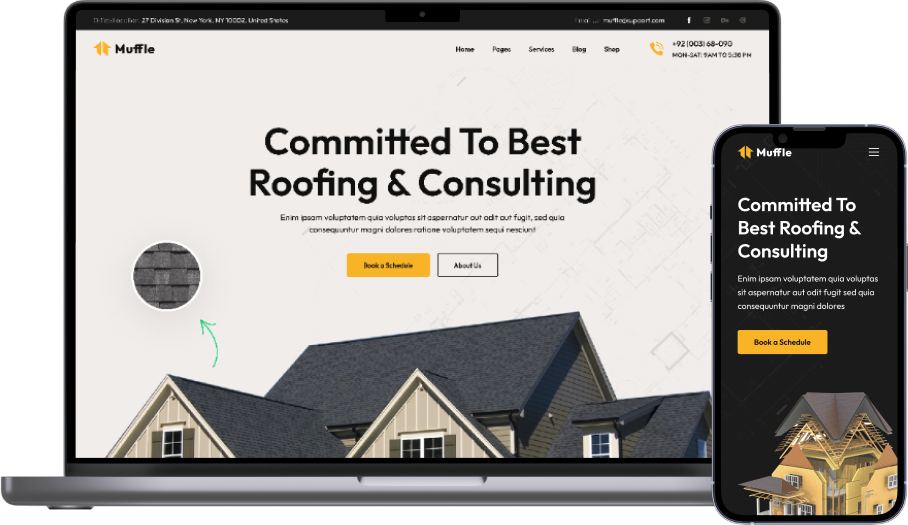 27 Division St, New York, NY 10002, United States
muffle@support.com
Muffle
Home Pages Services Blog Shop
+92 (003) 68-090
MON-SAT: 9AM TO 5:30 PM
Committed To Best
Roofing & Consulting
Enim ipsam voluptatem quia voluptas sit aspernatur aut odit aut fugit, sed quia
consequuntur magni dolores ratione voluptatem sequi nesciunt
Book a Schedule
About Us
Muffle
Committed To
Best Roofing &
Consulting
Enim ipsam voluptatem quia voluptas
sit aspernatur aut odit fugit sed quia
consequuntur magni dolores
Book a Schedule